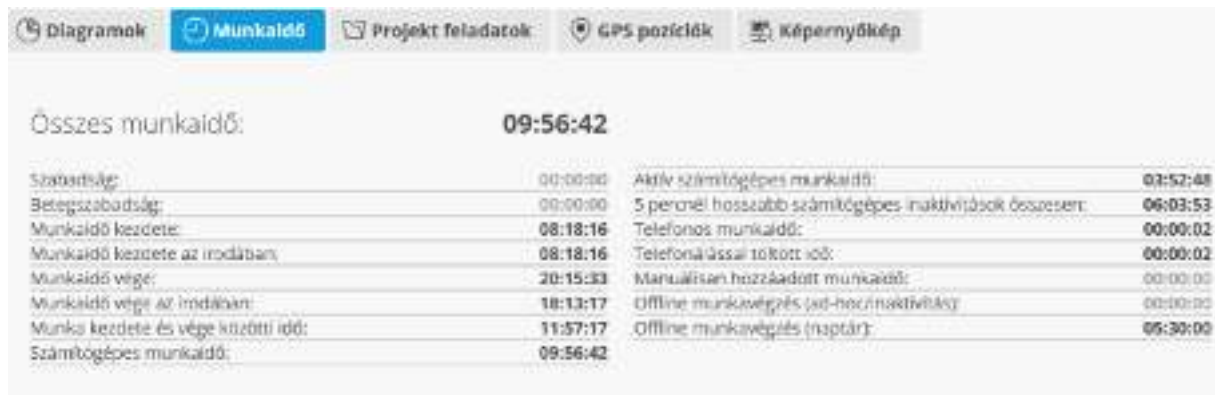 Diagramok Munkaidő Projekt feladatok GPS pozíciók Képernyőkép
Összes munkaidő: 09:56:42
Szabadság: 00:00:00
Betegszabadság: 00:00:00
Munkaidő kezdete: 08:18:16
Munkaidő kezdete az irodában: 08:18:16
Munkaidő vége: 20:15:33
Munkaidő vége az irodában: 18:13:17
Munka kezdete és vége közötti idő: 11:57:17
Számítógépes munkaidő: 09:56:42
Aktív számítógépes munkaidő: 03:52:48
5 percnél hosszabb számítógépes inaktivitások összesen: 06:03:53
Telefonos munkaidő: 00:00:02
Telefonálással töltött idő: 00:00:02
Manuálisan hozzáadott munkaidő: 00:00:00
Offline munkavégzés (ad-hoc/inaktivitás): 00:00:00
Offline munkavégzés (naptár): 05:30:00